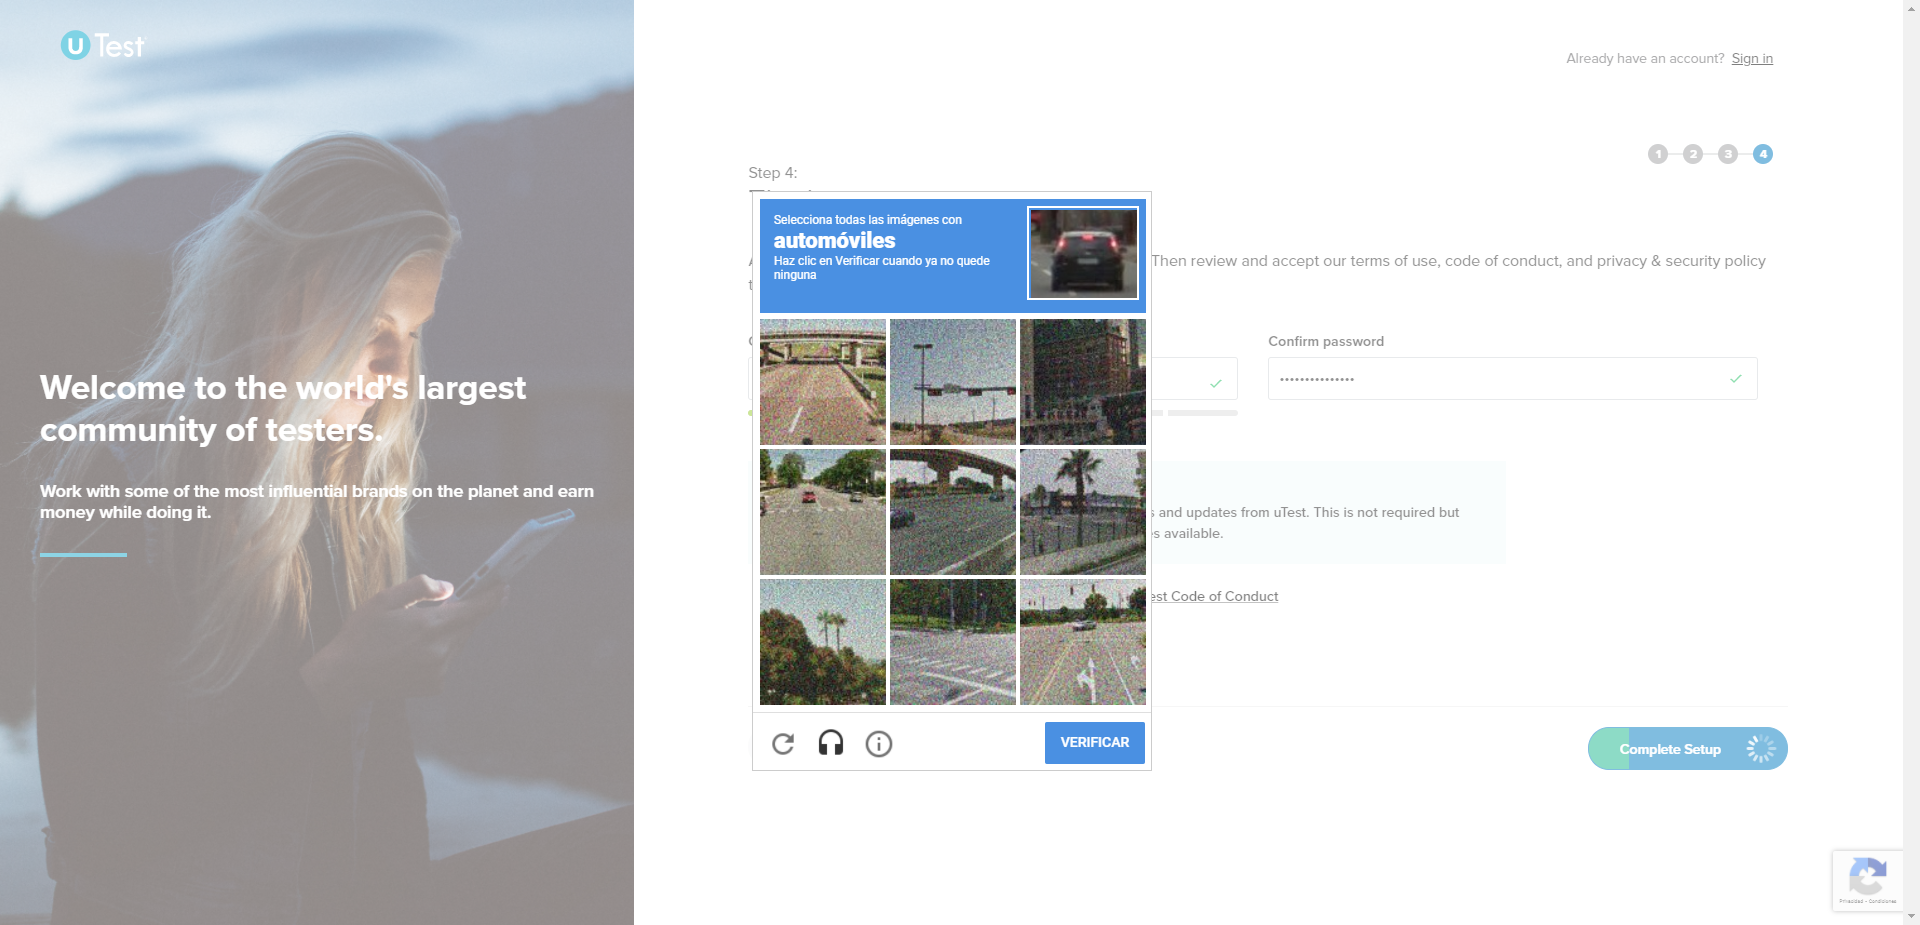 uTest
Already have an account? Sign in
1 2 3 4
Step 4:
Welcome to the world's largest
community of testers.
Work with some of the most influential brands on the planet and earn
money while doing it.
Selecciona todas las imágenes con
automóviles
Haz clic en Verificar cuando ya no quede
ninguna
Then review and accept our terms of use, code of conduct, and privacy & security policy
Confirm password
and updates from uTest. This is not required but
available.
Code of Conduct
VERIFICAR
Complete Setup
Privacidad - Condiciones